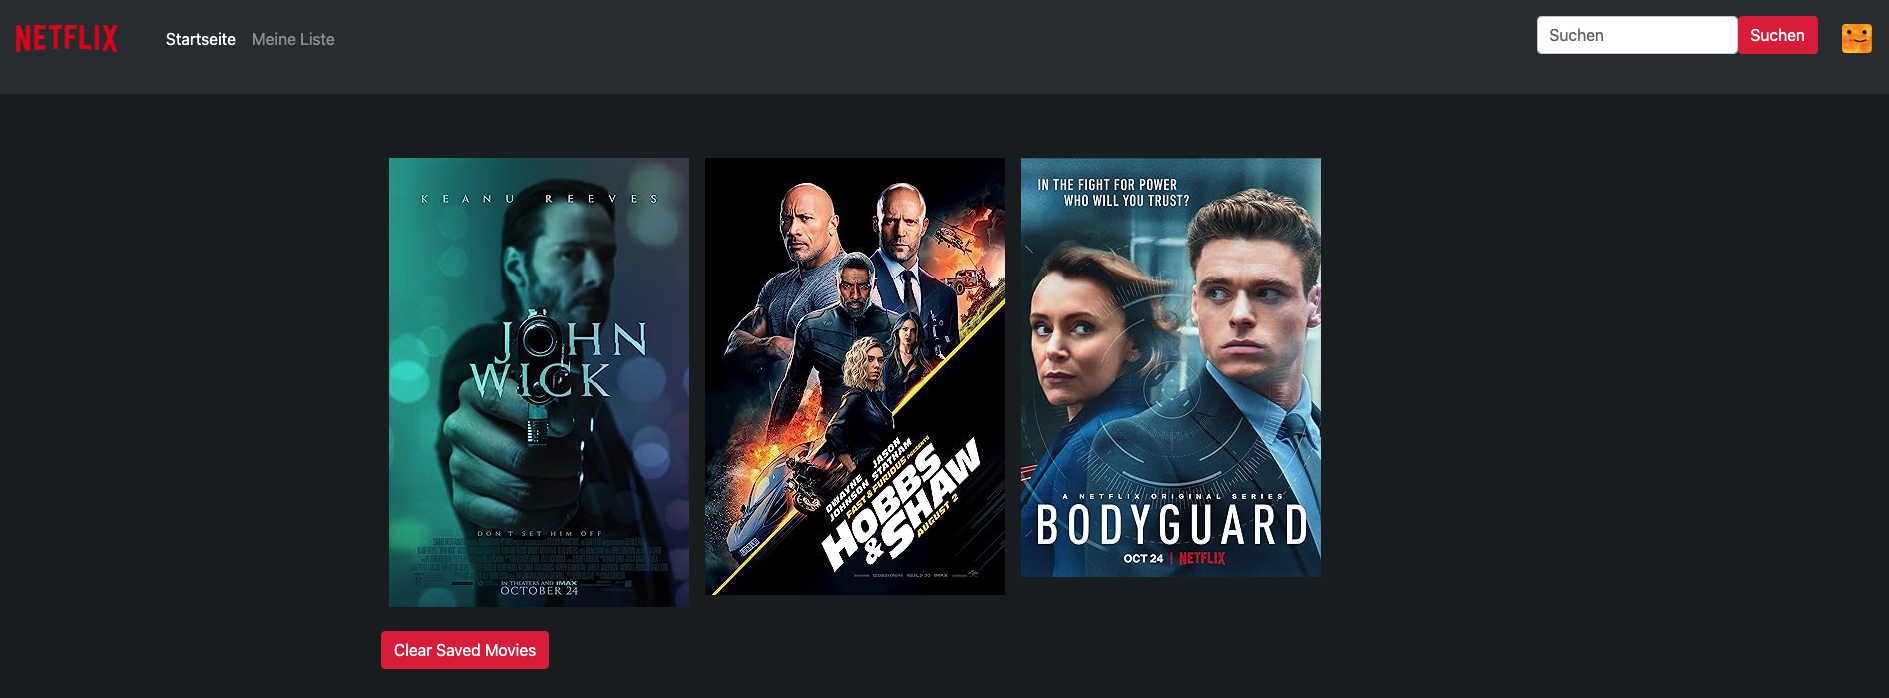 NETFLIX
Startseite
Meine Liste
Suchen
Suchen
KEANU REEVES
JOHN
WICK
DON'T SET HIM OFF
IN THEATERS AND IMAX
OCTOBER 24
DWAYNE
JOHNSON
JASON
STATHAM
FAST & FURIOUS PRESENTS
HOBBS
& SHAW
AUGUST 2
IN THE FIGHT FOR POWER
WHO WILL YOU TRUST?
A NETFLIX ORIGINAL SERIES
BODYGUARD
OCT 24 | NETFLIX
Clear Saved Movies